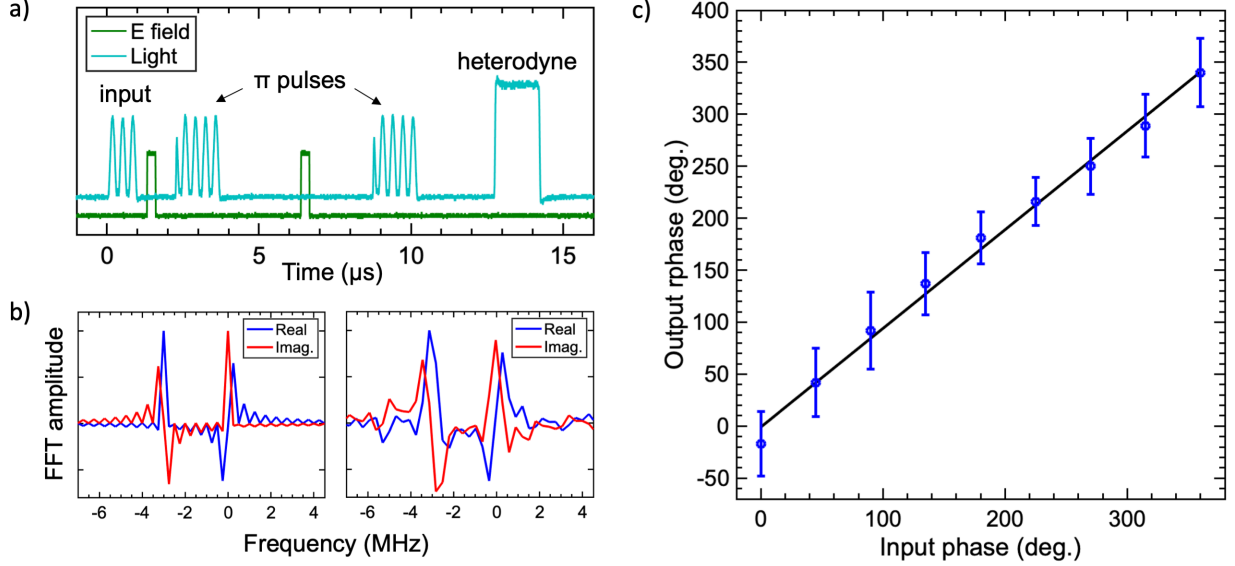 a)
E field
Light
input
π pulses
heterodyne
0 5 10 15
Time (µs)
b)
FFT amplitude
Real
Imag.
-6 -4 -2 0 2 4
Real
Imag.
-6 -4 -2 0 2 4
Frequency (MHz)
c)
Output rphase (deg.)
400
350
300
250
200
150
100
50
0
-50
0 100 200 300
Input phase (deg.)